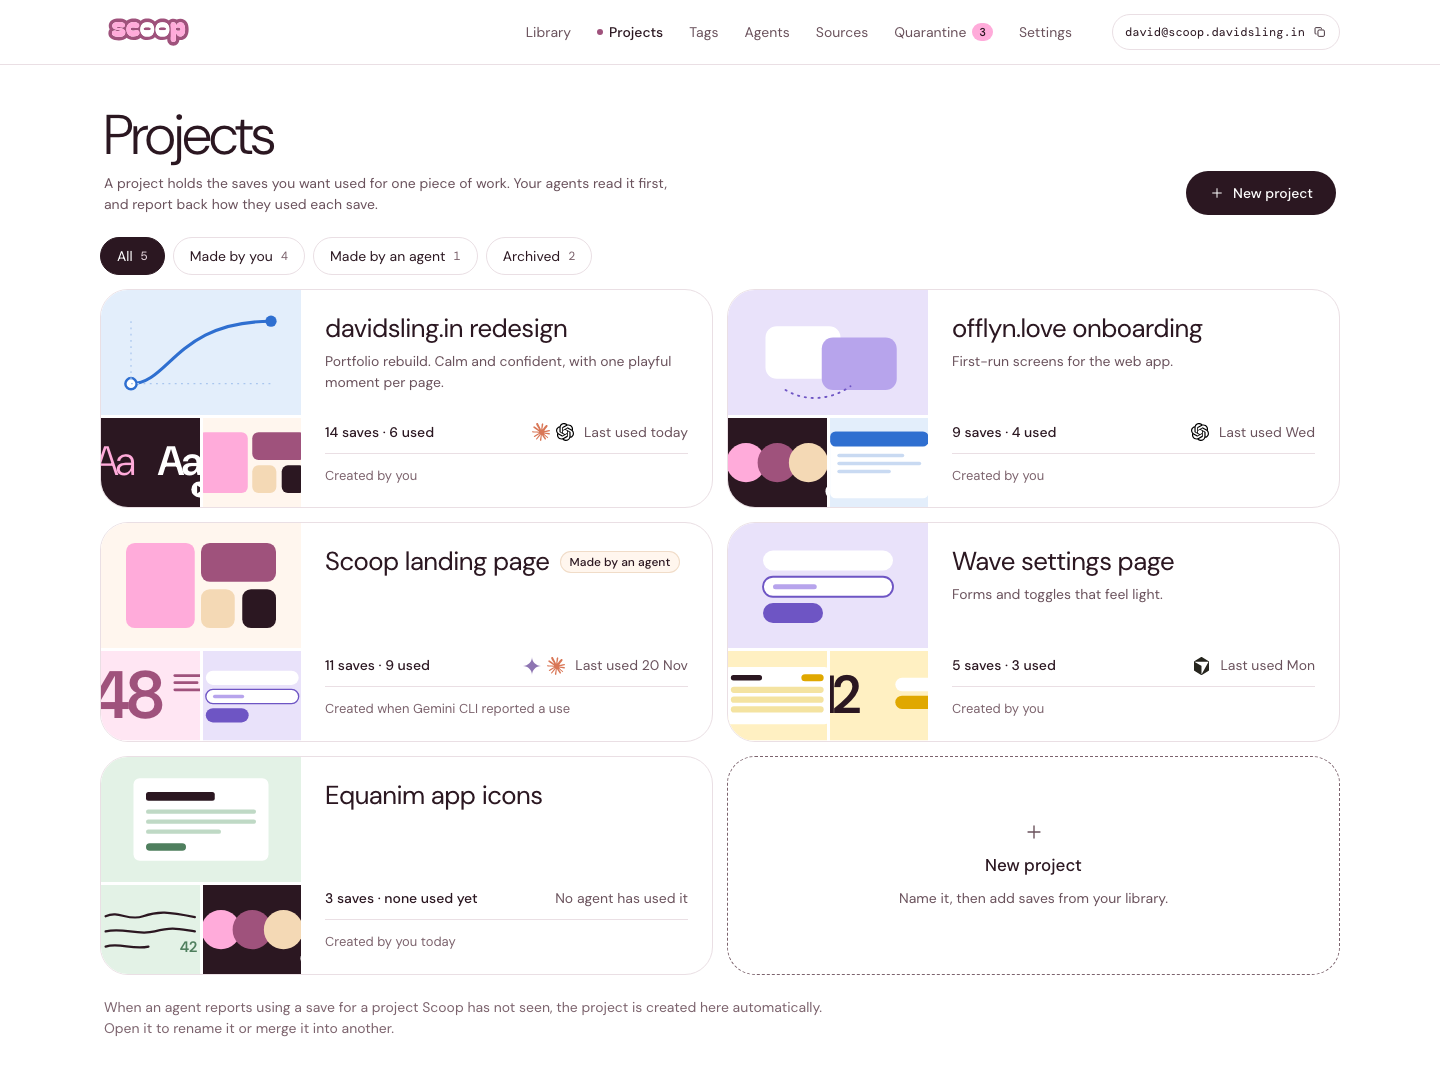 scoop
Library
Projects
Tags
Agents
Sources
Quarantine 3
Settings
david@scoop.davidsling.in
Projects
A project holds the saves you want used for one piece of work. Your agents read it first,
and report back how they used each save.
New project
All 5
Made by you 4
Made by an agent 1
Archived 2
Aa Aa
davidsling.in redesign
Portfolio rebuild. Calm and confident, with one playful
moment per page.
14 saves · 6 used
Last used today
Created by you
offlyn.love onboarding
First-run screens for the web app.
9 saves · 4 used
Last used Wed
Created by you
48
Scoop landing page
Made by an agent
11 saves · 9 used
Last used 20 Nov
Created when Gemini CLI reported a use
12
Wave settings page
Forms and toggles that feel light.
5 saves · 3 used
Last used Mon
Created by you
42
Equanim app icons
3 saves · none used yet
No agent has used it
Created by you today
New project
Name it, then add saves from your library.
When an agent reports using a save for a project Scoop has not seen, the project is created here automatically.
Open it to rename it or merge it into another.